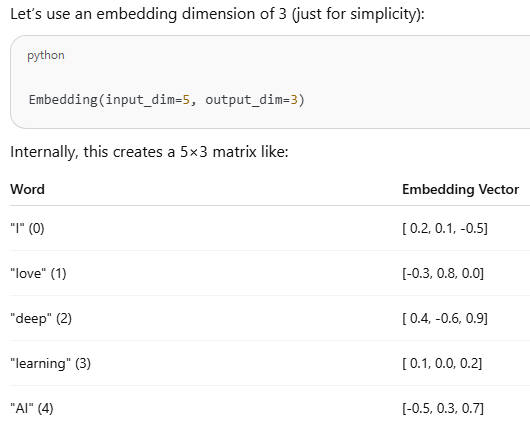 Let's use an embedding dimension of 3 (just for simplicity):
python
Embedding(input_dim=5, output_dim=3)
Internally, this creates a 5×3 matrix like:
Word Embedding Vector
"I" (0) [ 0.2, 0.1, -0.5]
"love" (1) [-0.3, 0.8, 0.0]
"deep" (2) [ 0.4, -0.6, 0.9]
"learning" (3) [ 0.1, 0.0, 0.2]
"AI" (4) [-0.5, 0.3, 0.7]